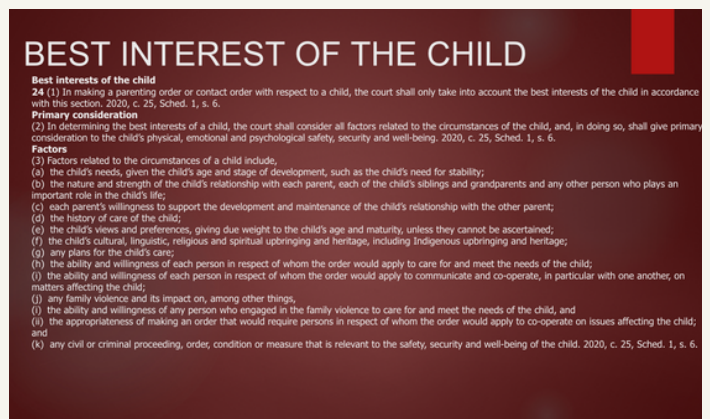 BEST INTEREST OF THE CHILD
Best interests of the child
24 (1) In making a parenting order or contact order with respect to a child, the court shall only take into account the best interests of the child in accordance
with this section. 2020, c. 25, Sched. 1, s. 6.
Primary consideration
(2) In determining the best interests of a child, the court shall consider all factors related to the circumstances of the child, and, in doing so, shall give primary
consideration to the child's physical, emotional and psychological safety, security and well-being. 2020, c. 25, Sched. 1, s. 6.
Factors
(3) Factors related to the circumstances of a child include,
(a) the child's needs, given the child's age and stage of development, such as the child's need for stability;
(b) the nature and strength of the child's relationship with each parent, each of the child's siblings and grandparents and any other person who plays an
important role in the child's life;
(c) each parent's willingness to support the development and maintenance of the child's relationship with the other parent;
(d) the history of care of the child;
(e) the child's views and preferences, giving due weight to the child's age and maturity, unless they cannot be ascertained;
(f) the child's cultural, linguistic, religious and spiritual upbringing and heritage, including Indigenous upbringing and heritage;
(g) any plans for the child's care;
(h) the ability and willingness of each person in respect of whom the order would apply to care for and meet the needs of the child;
(i) the ability and willingness of each person in respect of whom the order would apply to communicate and co-operate, in particular with one another, on
matters affecting the child;
(j) any family violence and its impact on, among other things,
(i) the ability and willingness of any person who engaged in the family violence to care for and meet the needs of the child, and
(ii) the appropriateness of making an order that would require persons in respect of whom the order would apply to co-operate on issues affecting the child;
and
(k) any civil or criminal proceeding, order, condition or measure that is relevant to the safety, security and well-being of the child. 2020, c. 25, Sched. 1, s. 6.